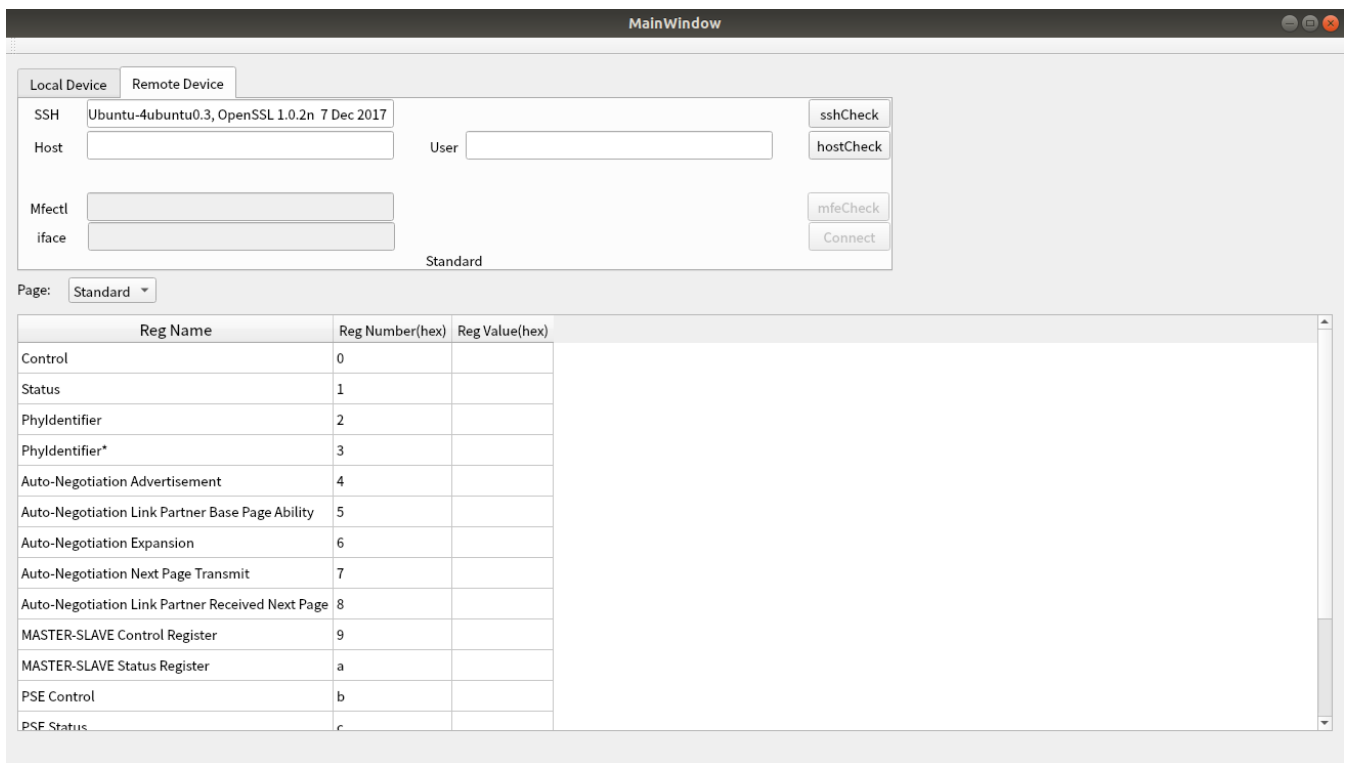 MainWindow
Local Device Remote Device
SSH Ubuntu-4ubuntu0.3, OpenSSL 1.0.2n 7 Dec 2017 sshCheck
Host User hostCheck
Mfectl mfeCheck
iface Connect
Standard
Page: Standard
Reg Name Reg Number(hex) Reg Value(hex)
Control 0
Status 1
PhyIdentifier 2
PhyIdentifier* 3
Auto-Negotiation Advertisement 4
Auto-Negotiation Link Partner Base Page Ability 5
Auto-Negotiation Expansion 6
Auto-Negotiation Next Page Transmit 7
Auto-Negotiation Link Partner Received Next Page 8
MASTER-SLAVE Control Register 9
MASTER-SLAVE Status Register a
PSE Control b
PSE Status c